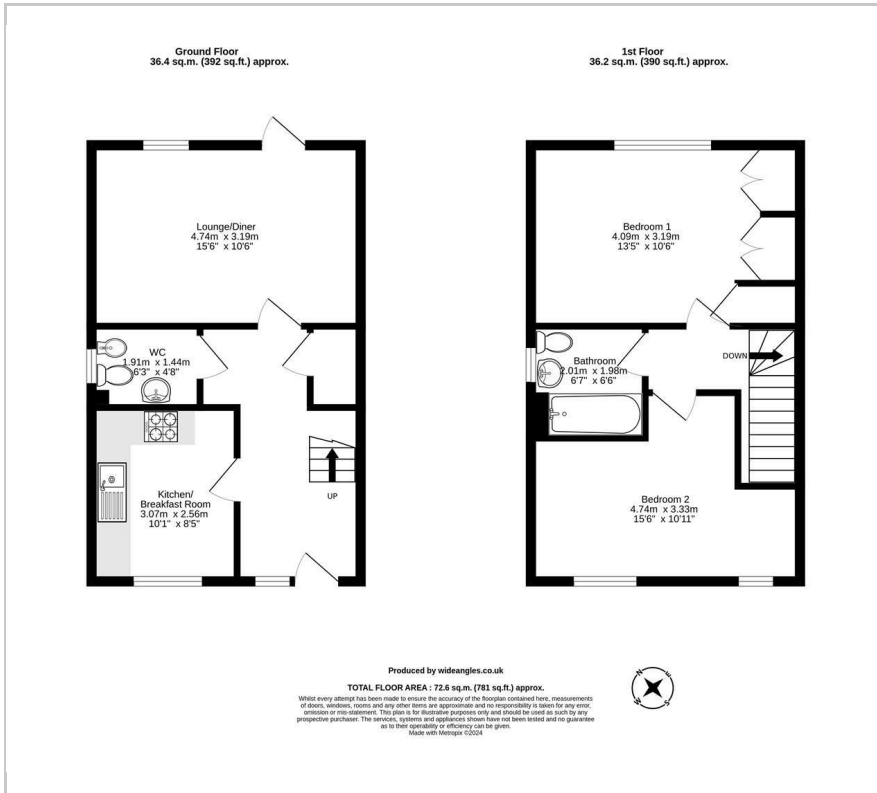 Ground Floor
36.4 sq.m. (392 sq.ft.) approx.
1st Floor
36.2 sq.m. (390 sq.ft.) approx.
Lounge/Diner
4.74m x 3.19m
15'6" x 10'6"
WC
1.91m x 1.44m
6'3" x 4'8"
Kitchen/
Breakfast Room
3.07m x 2.56m
10'1" x 8'5"
UP
Bedroom 1
4.09m x 3.19m
13'5" x 10'6"
Bathroom
2.01m x 1.98m
6'7" x 6'6"
DOWN
Bedroom 2
4.74m x 3.33m
15'6" x 10'11"
Produced by wideangles.co.uk
TOTAL FLOOR AREA : 72.6 sq.m. (781 sq.ft.) approx.
Whilst every attempt has been made to ensure the accuracy of the floorplan contained here, measurements
of doors, windows, rooms and any other items are approximate and no responsibility is taken for any error,
omission or mis-statement. This plan is for illustrative purposes only and should be used as such by any
prospective purchaser. The services, systems and appliances shown have not been tested and no guarantee
as to their operability or efficiency can be given.
Made with Metropix ©2024
N
E
W
S